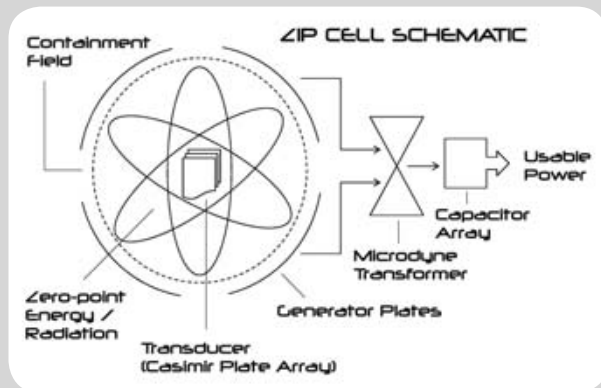 ZIP CELL SCHEMATIC
Containment
Field
Usable
Power
Capacitor
Array
Microdyne
Transformer
Generator Plates
Zero-point
Energy /
Radiation
Transducer
(Casimir Plate Array)